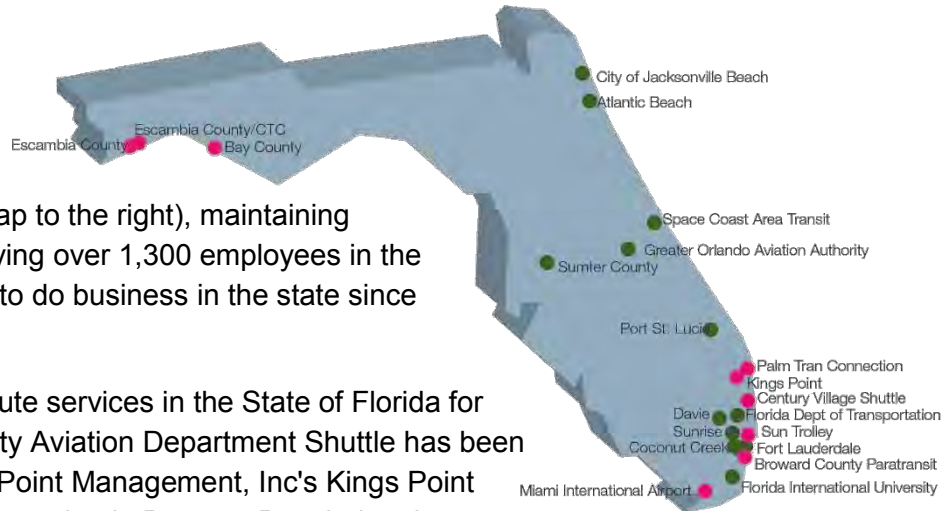 City of Jacksonville Beach
Atlantic Beach
Escambia County/CTC
Escambia County
Bay County
ap to the right), maintaining
ying over 1,300 employees in the
to do business in the state since
Space Coast Area Transit
Greater Orlando Aviation Authority
Sumter County
Port St. Lucie
Palm Tran Connection
Kings Point
Century Village Shuttle
Davie
Florida Dept of Transportation
Sunrise
Sun Trolley
Coconut Creek
Fort Lauderdale
Broward County Paratransit
Miami International Airport
Florida International University
ute services in the State of Florida for
ty Aviation Department Shuttle has been
Point Management, Inc's Kings Point